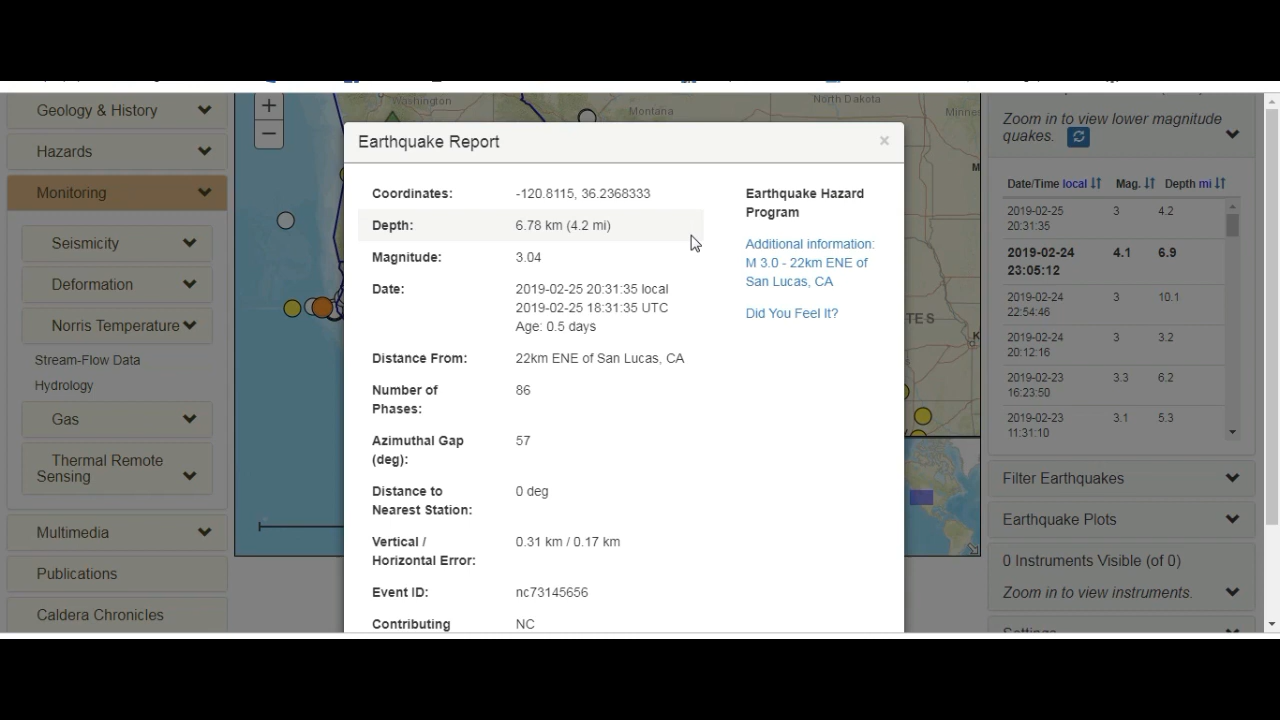 Geology & History
Hazards
Monitoring
Seismicity
Deformation
Norris Temperature
Stream-Flow Data
Hydrology
Gas
Thermal Remote
Sensing
Multimedia
Publications
Caldera Chronicles
+
−
Washington
Montana
North Dakota
TES
Earthquake Report
×
Coordinates: -120.8115, 36.2368333
Depth: 6.78 km (4.2 mi)
Magnitude: 3.04
Date: 2019-02-25 20:31:35 local
2019-02-25 18:31:35 UTC
Age: 0.5 days
Distance From: 22km ENE of San Lucas, CA
Number of 86
Phases:
Azimuthal Gap 57
(deg):
Distance to 0 deg
Nearest Station:
Vertical / 0.31 km / 0.17 km
Horizontal Error:
Event ID: nc73145656
Contributing NC
Earthquake Hazard
Program
Additional information:
M 3.0 - 22km ENE of
San Lucas, CA
Did You Feel It?
Zoom in to view lower magnitude
quakes.
Date/Time local Mag. Depth mi
2019-02-25 3 4.2
20:31:35
2019-02-24 4.1 6.9
23:05:12
2019-02-24 3 10.1
22:54:46
2019-02-24 3 3.2
20:12:16
2019-02-23 3.3 6.2
16:23:50
2019-02-23 3.1 5.3
11:31:10
Filter Earthquakes
Earthquake Plots
0 Instruments Visible (of 0)
Zoom in to view instruments.
Settings